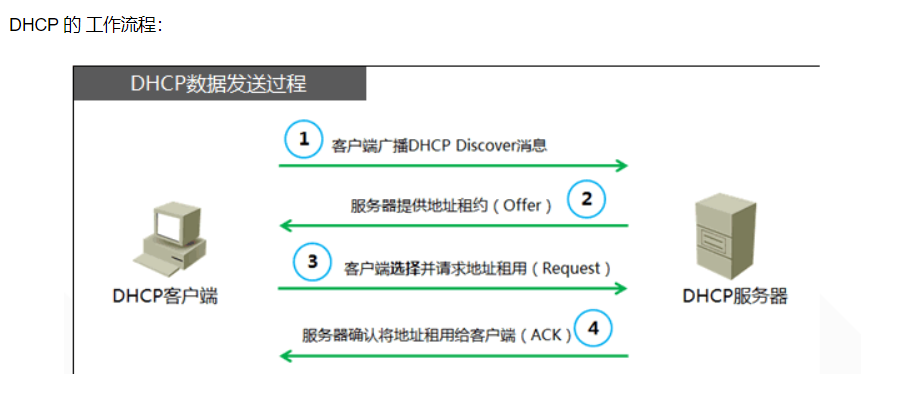 DHCP 的 工作流程：
DHCP数据发送过程
1 客户端广播DHCP Discover消息
服务器提供地址租约（Offer） 2
3 客户端选择并请求地址租用（Request）
DHCP客户端
DHCP服务器
服务器确认将地址租用给客户端（ACK） 4